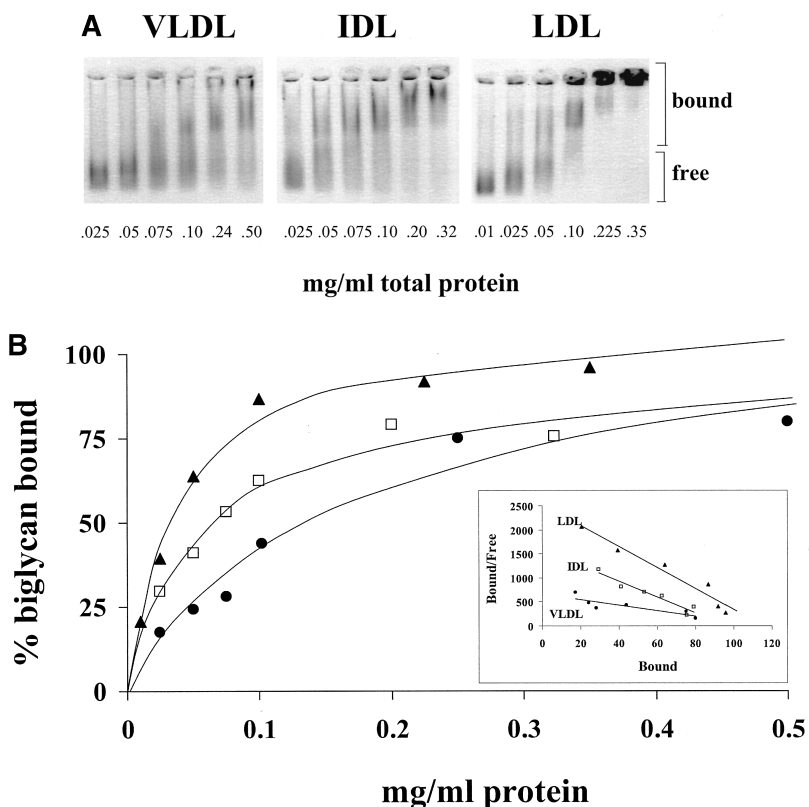 A VLDL IDL LDL
bound
free
.025 .05 .075 .10 .24 .50 .025 .05 .075 .10 .20 .32 .01 .025 .05 .10 .225 .35
mg/ml total protein
B
% biglycan bound
100
75
50
25
0
0 0.1 0.2 0.3 0.4 0.5
mg/ml protein
Bound/Free
2500
2000
1500
1000
500
0
LDL
IDL
VLDL
0 20 40 60 80 100 120
Bound